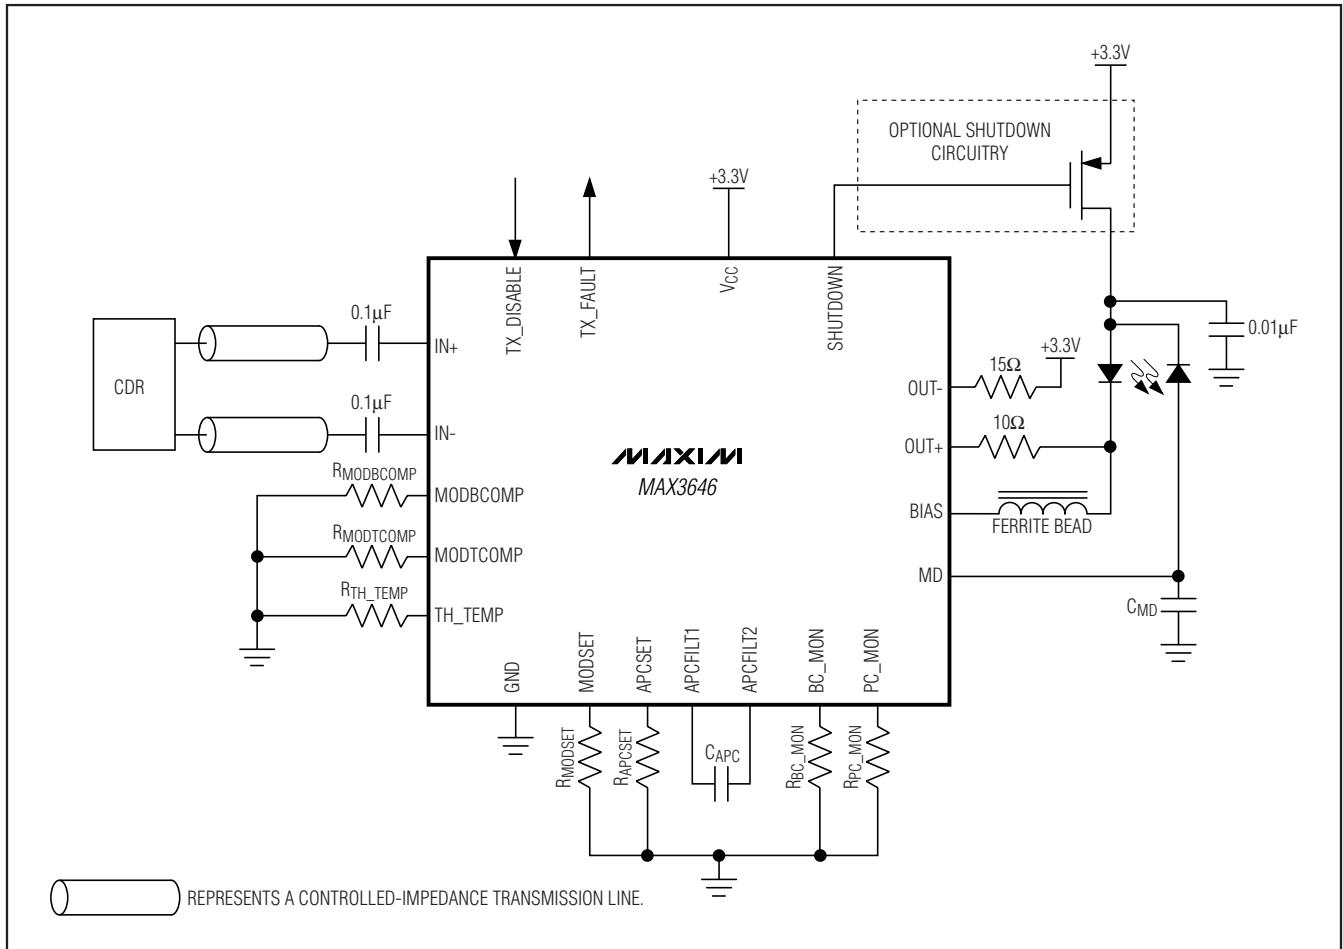 +3.3V
OPTIONAL SHUTDOWN
CIRCUITRY
+3.3V
TX_DISABLE
TX_FAULT
VCC
SHUTDOWN
0.1µF
IN+
CDR
0.1µF
IN-
0.01µF
+3.3V
15Ω
OUT-
10Ω
OUT+
MAXIM
MAX3646
RMODBCOMP
MODBCOMP
BIAS
FERRITE BEAD
RMODTCOMP
MODTCOMP
MD
RTH_TEMP
TH_TEMP
CMD
GND
MODSET
APCSET
APCFILT1
APCFILT2
BC_MON
PC_MON
RMODSET
RAPCSET
CAPC
RBC_MON
RPC_MON
REPRESENTS A CONTROLLED-IMPEDANCE TRANSMISSION LINE.